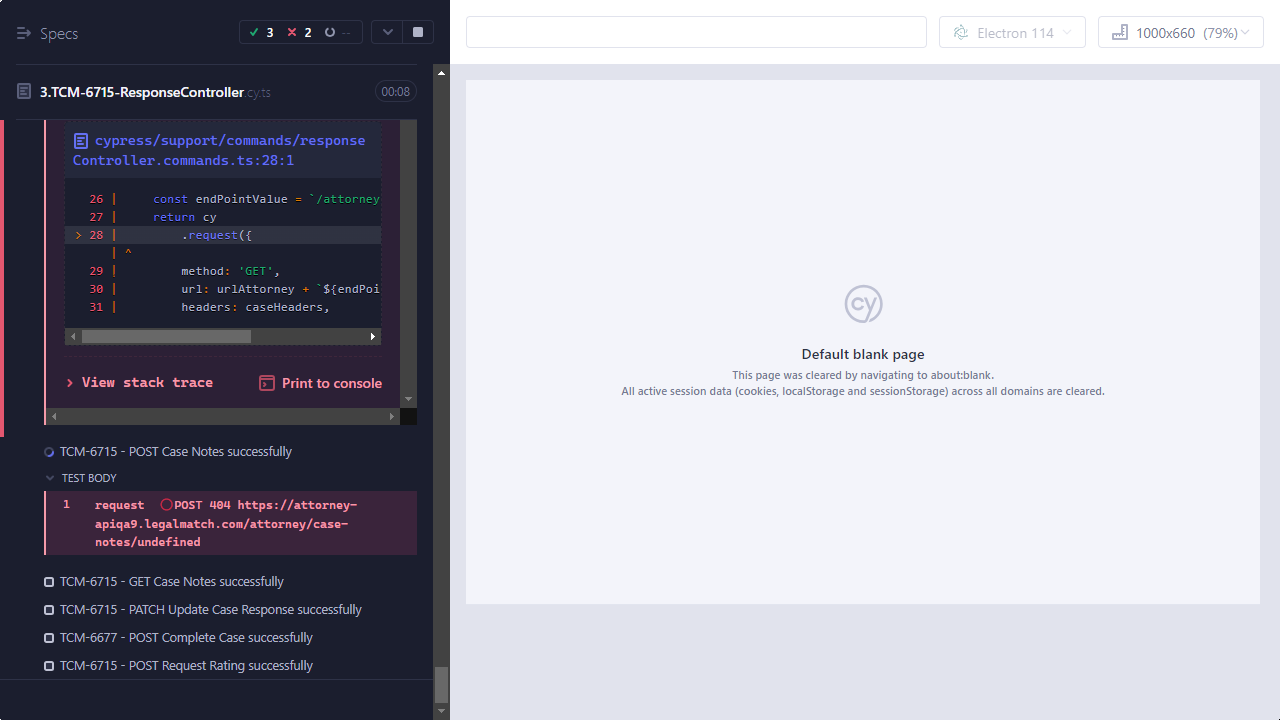 Specs
3
2
--
Electron 114
1000x660 (79%)
3.TCM-6715-ResponseController.cy.ts
00:08
cypress/support/commands/response
Controller.commands.ts:28:1
26 | const endPointValue = `/attorney
27 | return cy
> 28 | .request({
| ^
29 | method: 'GET',
30 | url: urlAttorney + `${endPoi
31 | headers: caseHeaders,
> View stack trace
Print to console
TCM-6715 - POST Case Notes successfully
TEST BODY
1 request POST 404 https://attorney-
apiqa9.legalmatch.com/attorney/case-
notes/undefined
TCM-6715 - GET Case Notes successfully
TCM-6715 - PATCH Update Case Response successfully
TCM-6677 - POST Complete Case successfully
TCM-6715 - POST Request Rating successfully
cy
Default blank page
This page was cleared by navigating to about:blank.
All active session data (cookies, localStorage and sessionStorage) across all domains are cleared.